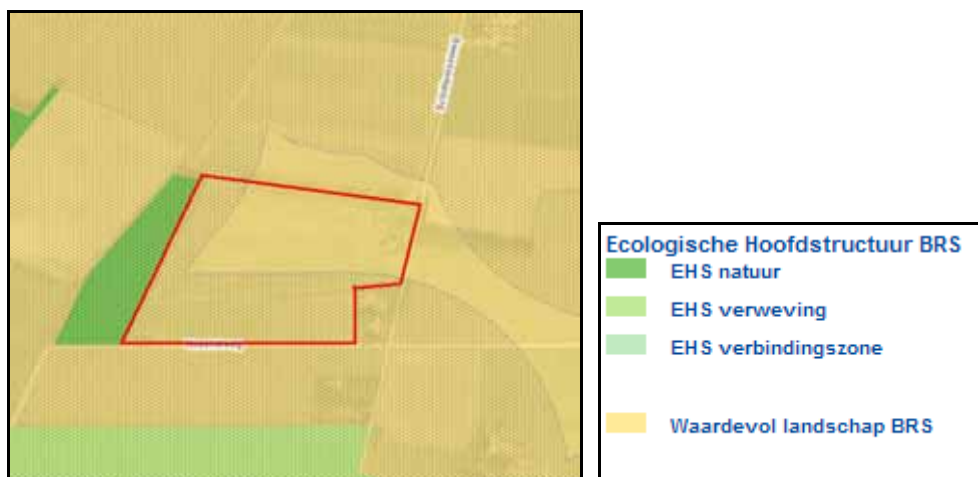 Ecologische Hoofdstructuur BRS
EHS natuur
EHS verweving
EHS verbindingszone
Waardevol landschap BRS